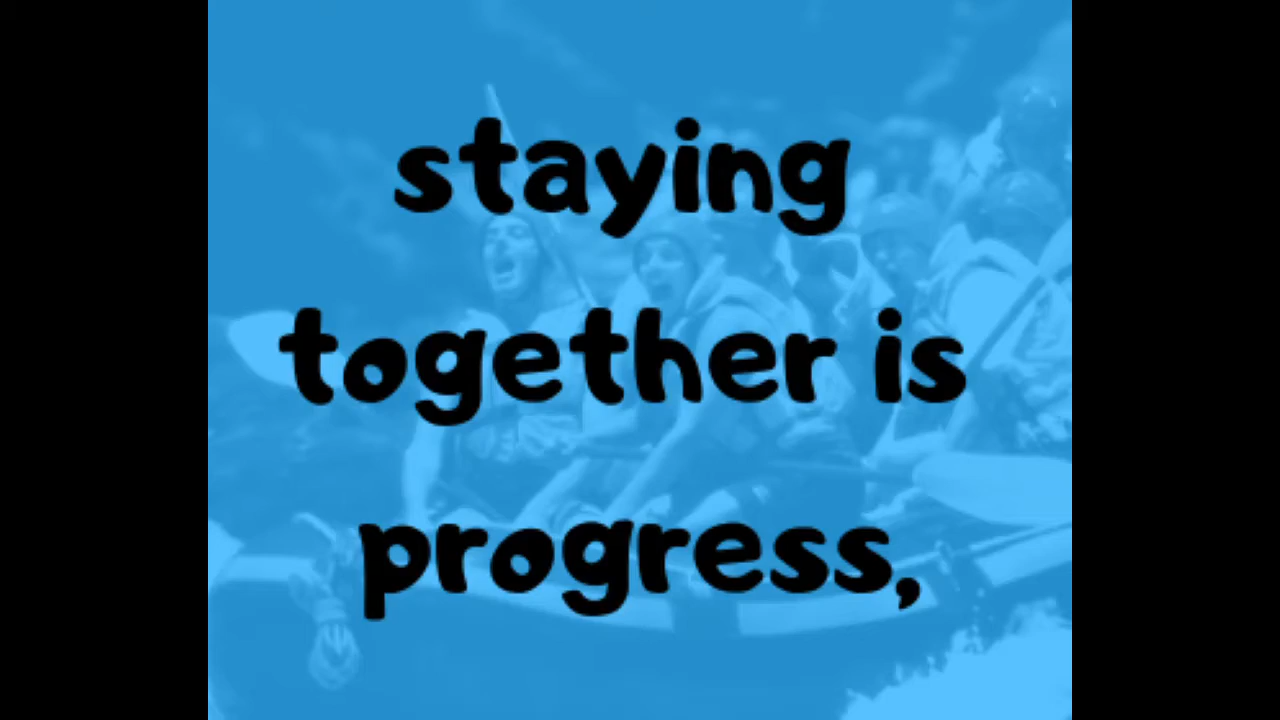 staying
together is
progress,